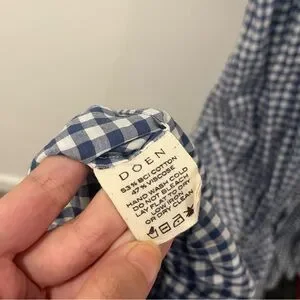 DÔEN
53% BCI COTTON
47% VISCOSE
HAND WASH COLD
DO NOT BLEACH
LAY FLAT TO DRY
LOW IRON
OR DRY CLEAN